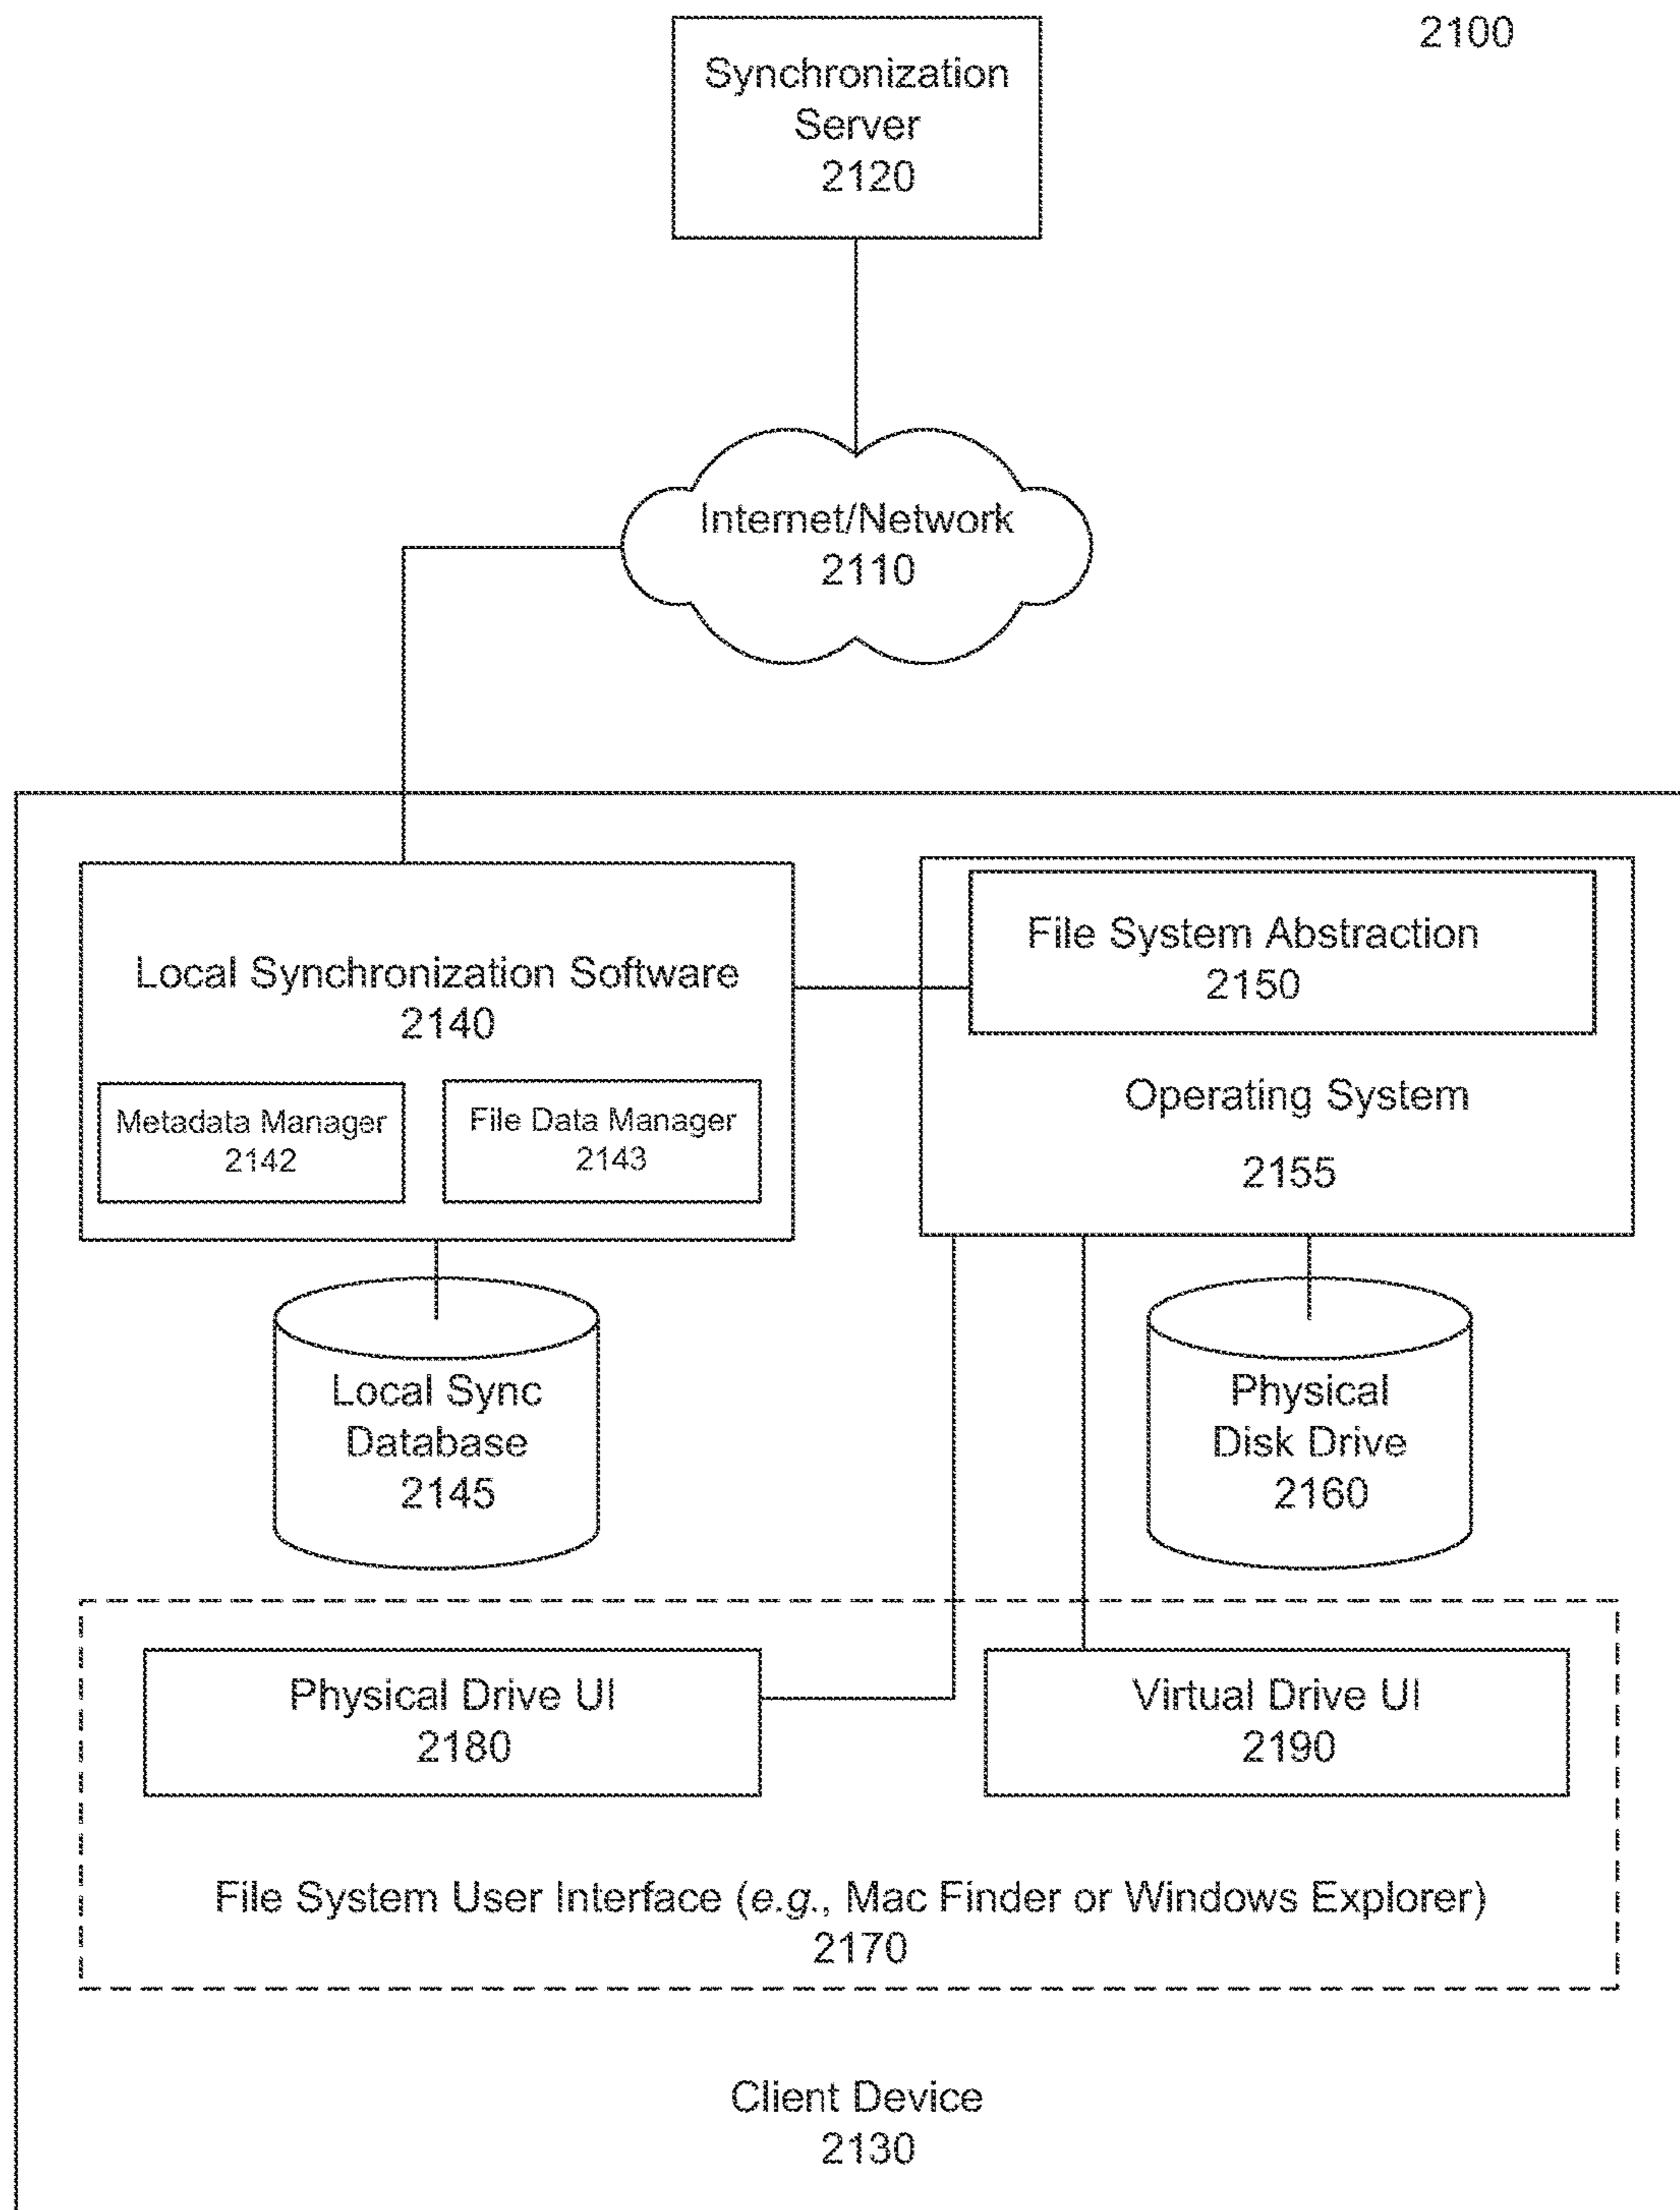 2100
Synchronization
Server
2120
Internet/Network
2110
Local Synchronization Software
2140
Metadata Manager
2142
File Data Manager
2143
File System Abstraction
2150
Operating System
2155
Local Sync
Database
2145
Physical
Disk Drive
2160
Physical Drive UI
2180
Virtual Drive UI
2190
File System User Interface (e.g., Mac Finder or Windows Explorer)
2170
Client Device
2130